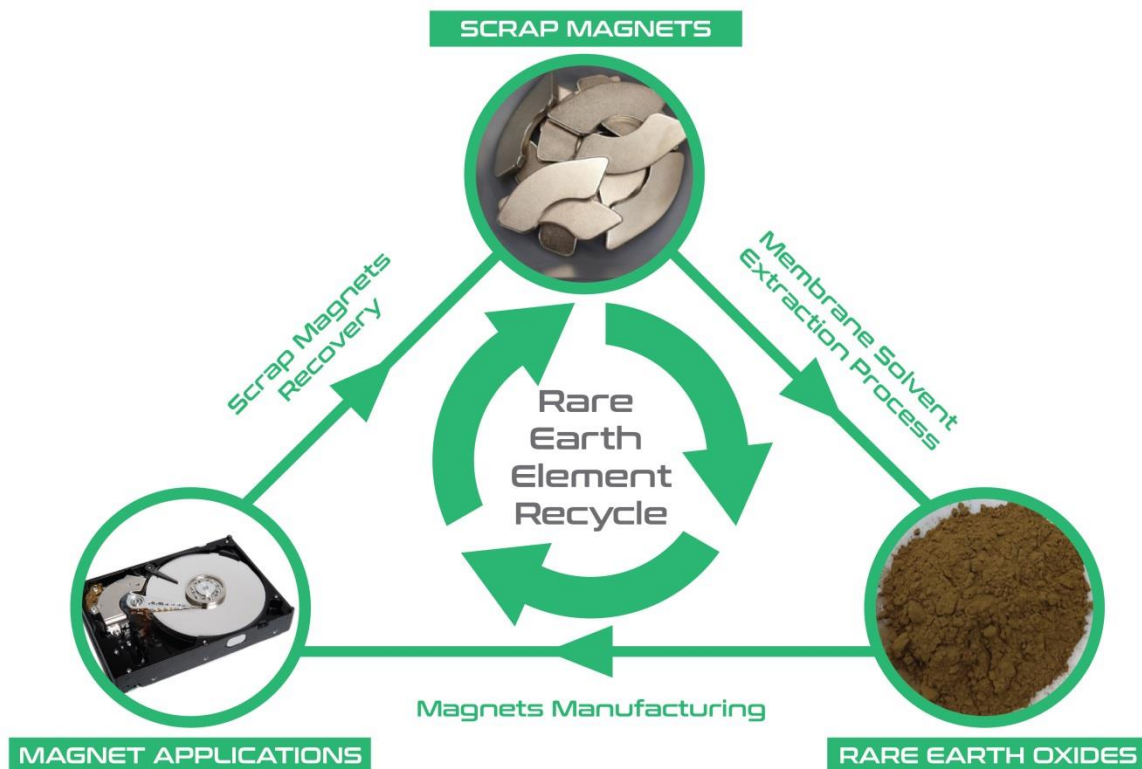 SCRAP MAGNETS
Scrap Magnets
Recovery
Membrane Solvent
Extraction Process
Rare
Earth
Element
Recycle
Magnets Manufacturing
MAGNET APPLICATIONS
RARE EARTH OXIDES